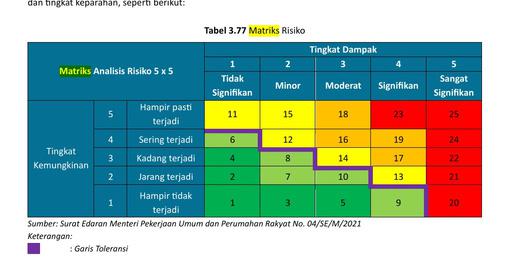 dan tingkat keparahan, seperti berikut:
Tabel 3.77 Matriks Risiko
Matriks Analisis Risiko 5 x 5
Tingkat Dampak
1 2 3 4 5
Tidak Signifikan Minor Moderat Signifikan Sangat Signifikan
Tingkat Kemungkinan
5 Hampir pasti terjadi 11 15 18 23 25
4 Sering terjadi 6 12 16 19 24
3 Kadang terjadi 4 8 14 17 22
2 Jarang terjadi 2 7 10 13 21
1 Hampir tidak terjadi 1 3 5 9 20
Sumber: Surat Edaran Menteri Pekerjaan Umum dan Perumahan Rakyat No. 04/SE/M/2021
Keterangan:
: Garis Toleransi